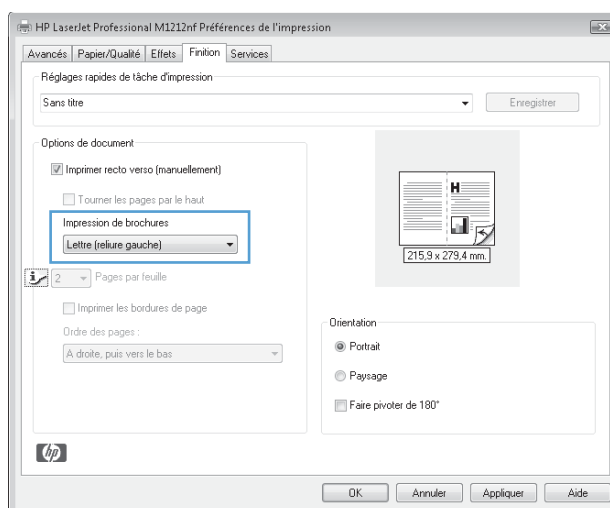 HP LaserJet Professional M1212nf Préférences de l'impression
Avancés Papier/Qualité Effets Finition Services
Réglages rapides de tâche d'impression
Sans titre
Enregistrer
Options de document
Imprimer recto verso (manuellement)
Tourner les pages par le haut
Impression de brochures
Lettre (reliure gauche)
2 Pages par feuille
Imprimer les bordures de page
Ordre des pages :
A droite, puis vers le bas
H
215,9 x 279,4 mm.
Orientation
Portrait
Paysage
Faire pivoter de 180°
hp
OK Annuler Appliquer Aide